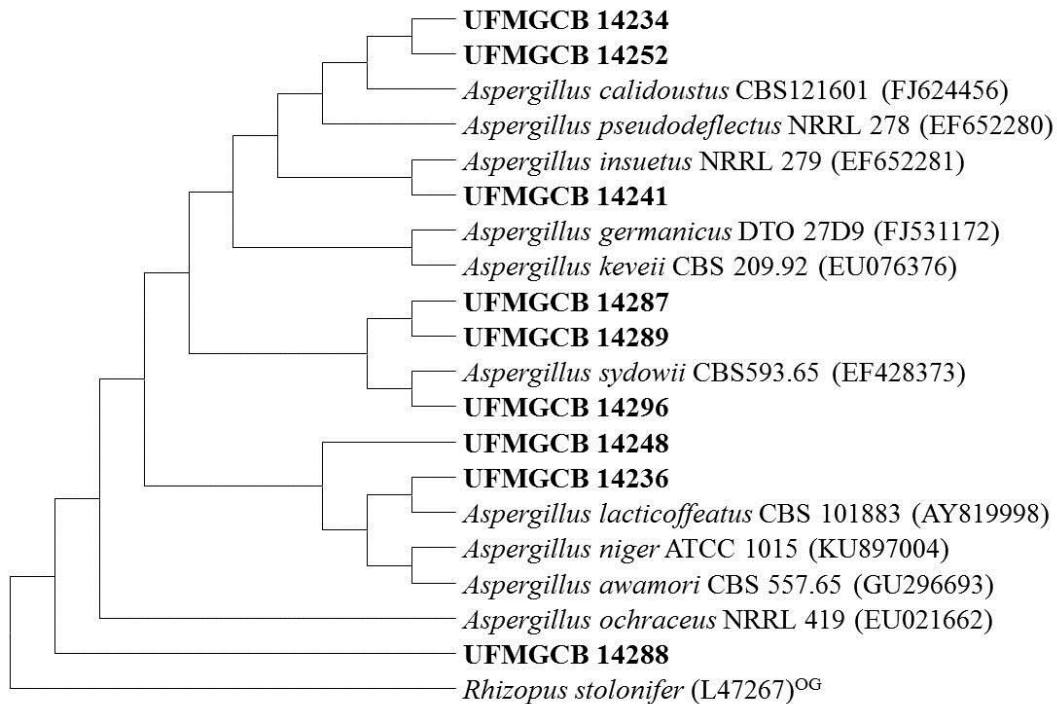 UFMGCB 14234
UFMGCB 14252
Aspergillus calidoustus CBS121601 (FJ624456)
Aspergillus pseudodeflectus NRRL 278 (EF652280)
Aspergillus insuetus NRRL 279 (EF652281)
UFMGCB 14241
Aspergillus germanicus DTO 27D9 (FJ531172)
Aspergillus keveii CBS 209.92 (EU076376)
UFMGCB 14287
UFMGCB 14289
Aspergillus sydowii CBS593.65 (EF428373)
UFMGCB 14296
UFMGCB 14248
UFMGCB 14236
Aspergillus lacticoffeatus CBS 101883 (AY819998)
Aspergillus niger ATCC 1015 (KU897004)
Aspergillus awamori CBS 557.65 (GU296693)
Aspergillus ochraceus NRRL 419 (EU021662)
UFMGCB 14288
Rhizopus stolonifer (L47267)OG